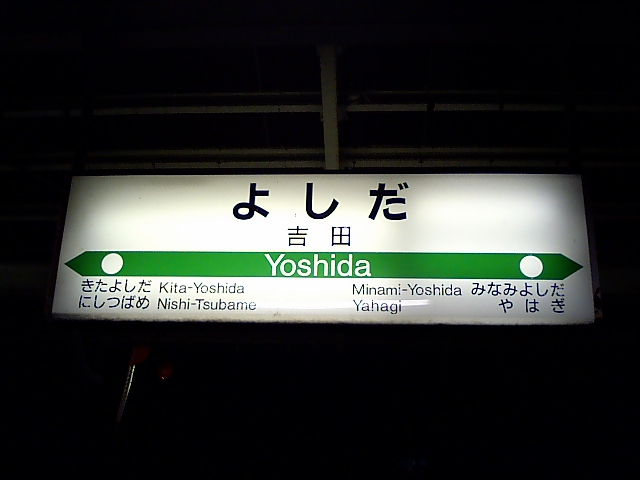 よしだ
吉田
Yoshida
きたよしだ Kita-Yoshida Minami-Yoshida みなみよしだ
にしつばめ Nishi-Tsubame Yahagi やはぎ